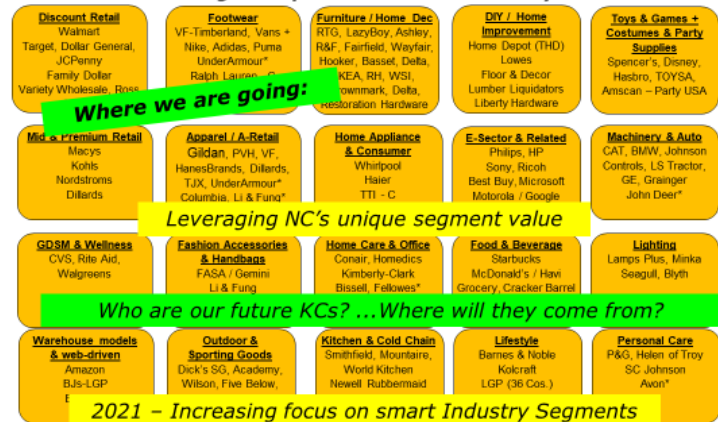 Discount Retail
Walmart
Target, Dollar General,
JCPenny
Family Dollar
Variety Wholesale, Ross
Footwear
VF-Timberland, Vans +
Nike, Adidas, Puma
UnderArmour*
Ralph Lauren
Furniture / Home Dec
RTG, LazyBoy, Ashley,
R&F, Fairfield, Wayfair,
Hooker, Basset, Delta,
IKEA, RH, WSI,
Delta,
Restoration Hardware
DIY / Home
Improvement
Home Depot (THD)
Lowes
Floor & Decor
Lumber Liquidators
Liberty Hardware
Toys & Games +
Costumes & Party
Supplies
Spencer's, Disney,
Hasbro, TOYSA,
Amscan – Party USA
Where we are going:
Mid & Premium Retail
Macys
Kohls
Nordstroms
Dillards
Apparel / A-Retail
Gildan, PVH, VF,
HanesBrands, Dillards,
TJX, UnderArmour*
Columbia, Li & Fung*
Home Appliance
& Consumer
Whirlpool
Haier
TTI - C
E-Sector & Related
Philips, HP
Sony, Ricoh
Best Buy, Microsoft
Motorola / Google
Machinery & Auto
CAT, BMW, Johnson
Controls, LS Tractor,
GE, Grainger
John Deer*
Leveraging NC's unique segment value
GDSM & Wellness
CVS, Rite Aid,
Walgreens
Fashion Accessories
& Handbags
FASA / Gemini
Li & Fung
Home Care & Office
Conair, Homedics
Kimberly-Clark
Bissell, Fellowes*
Food & Beverage
Starbucks
McDonald's / Havi
Grocery, Cracker Barrel
Lighting
Lamps Plus, Minka
Seagull, Blyth
Who are our future KCs? ...Where will they come from?
Warehouse models
& web-driven
Amazon
BJs-LGP
Outdoor &
Sporting Goods
Dick's SG, Academy,
Wilson, Five Below,
Kitchen & Cold Chain
Smithfield, Mountaire,
World Kitchen
Newell Rubbermaid
Lifestyle
Barnes & Noble
Kolcraft
LGP (36 Cos.)
Personal Care
P&G, Helen of Troy
SC Johnson
Avon*
2021 – Increasing focus on smart Industry Segments